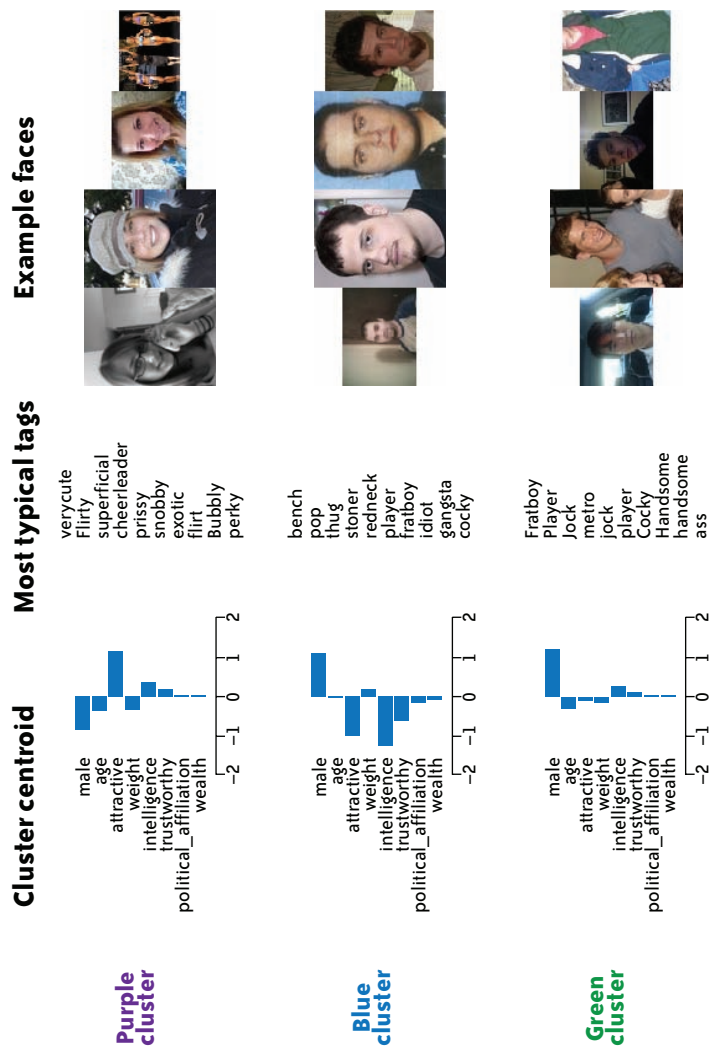 Cluster centroid
Most typical tags
Example faces
Purple
cluster
male
age
attractive
weight
intelligence
trustworthy
political_affiliation
wealth
−2
−1
0
1
2
verycute
Flirty
superficial
cheerleader
prissy
snobby
exotic
flirt
Bubbly
perky
Blue
cluster
male
age
attractive
weight
intelligence
trustworthy
political_affiliation
wealth
−2
−1
0
1
2
bench
pop
thug
stoner
redneck
player
fratboy
idiot
gangsta
cocky
Green
cluster
male
age
attractive
weight
intelligence
trustworthy
political_affiliation
wealth
−2
−1
0
1
2
Fratboy
Player
Jock
metro
jock
player
Cocky
Handsome
handsome
ass